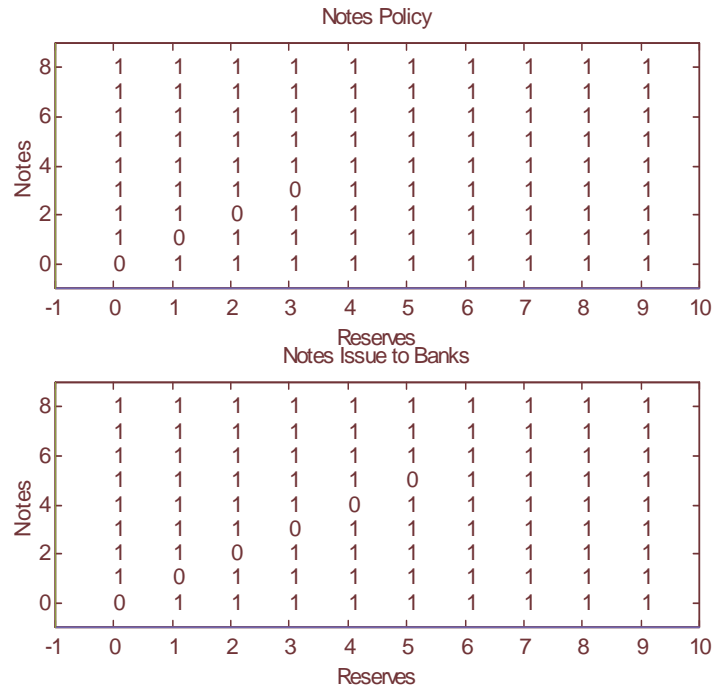 Notes Policy
8 1 1 1 1 1 1 1 1 1 1
1 1 1 1 1 1 1 1 1 1
6 1 1 1 1 1 1 1 1 1 1
1 1 1 1 1 1 1 1 1 1
4 1 1 1 1 1 1 1 1 1 1
1 1 1 0 1 1 1 1 1 1
2 1 1 0 1 1 1 1 1 1 1
1 0 1 1 1 1 1 1 1 1
0 0 1 1 1 1 1 1 1 1 1
Notes
-1 0 1 2 3 4 5 6 7 8 9 10
Reserves
Notes Issue to Banks
8 1 1 1 1 1 1 1 1 1 1
1 1 1 1 1 1 1 1 1 1
6 1 1 1 1 1 1 1 1 1 1
1 1 1 1 1 0 1 1 1 1
4 1 1 1 1 0 1 1 1 1 1
1 1 1 0 1 1 1 1 1 1
2 1 1 0 1 1 1 1 1 1 1
1 0 1 1 1 1 1 1 1 1
0 0 1 1 1 1 1 1 1 1 1
Notes
-1 0 1 2 3 4 5 6 7 8 9 10
Reserves